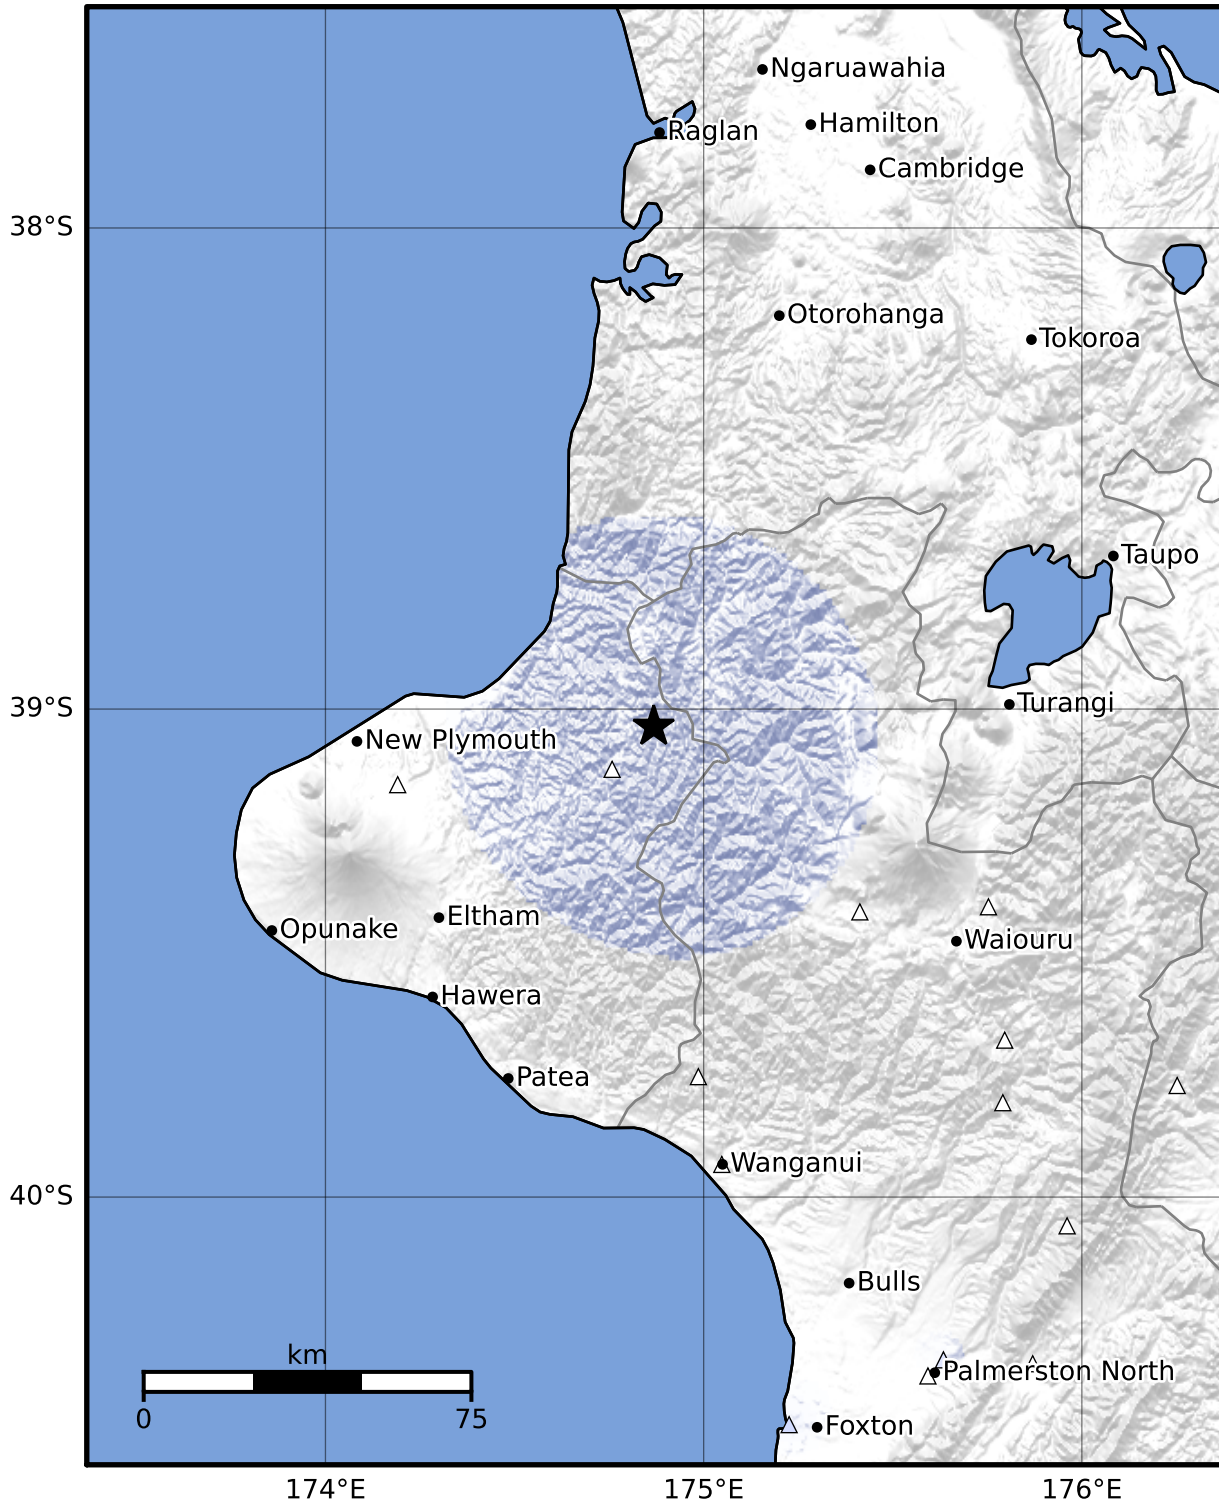 Ngaruawahia
Hamilton
Raglan
Cambridge
38°S
Otorohanga
Tokoroa
Taupo
39°S
Turangi
New Plymouth
Eltham
Opunake
Waiouru
Hawera
Patea
Wanganui
40°S
Bulls
km
Palmerston North
0
75
Foxton
174°E
175°E
176°E